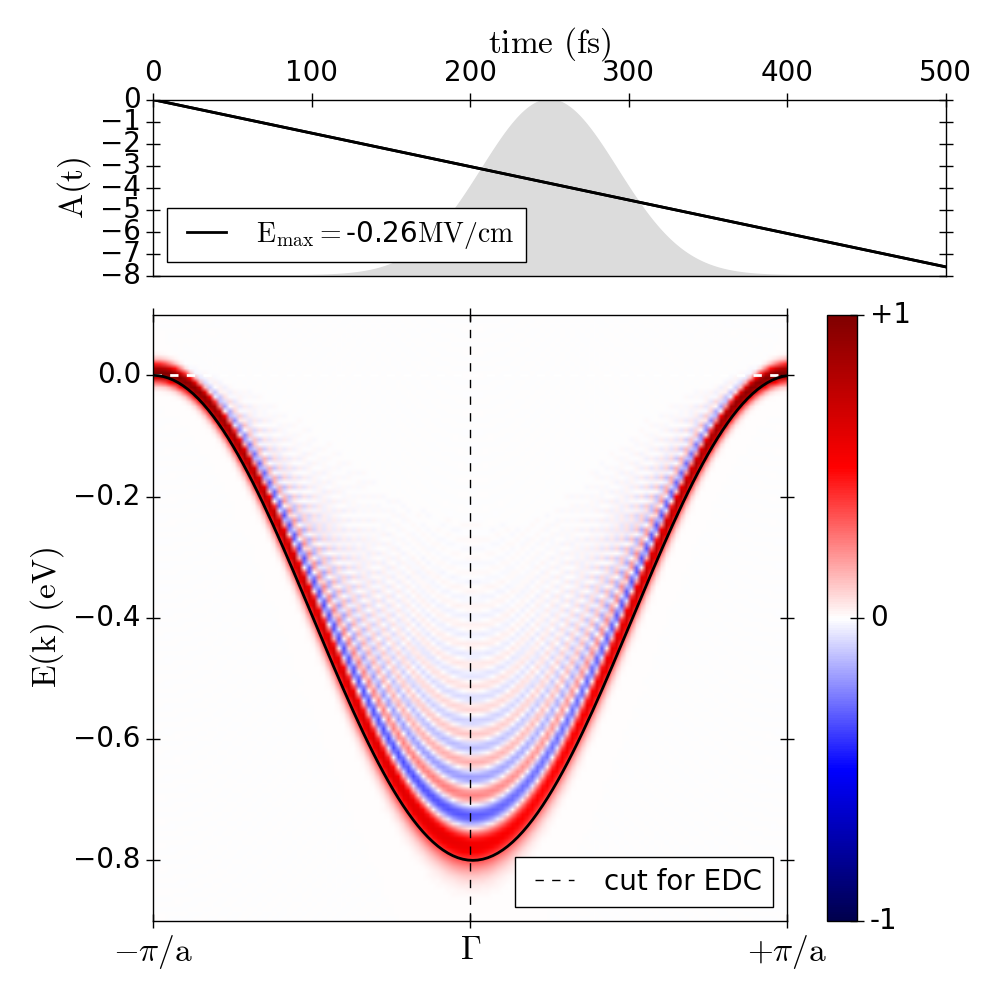 time (fs)
0 100 200 300 400 500
A(t)
0
−1
−2
−3
−4
−5
−6
−7
−8
E_max = -0.26MV/cm
E(k) (eV)
0.0
−0.2
−0.4
−0.6
−0.8
cut for EDC
−π/a Γ +π/a
+1
0
-1